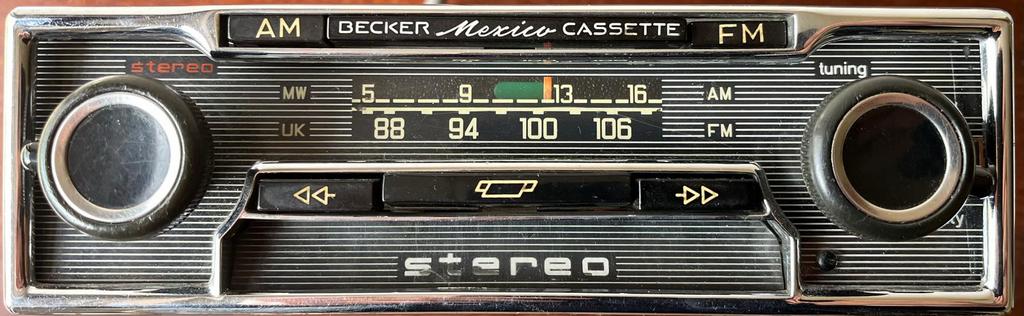 AM BECKER Mexico CASSETTE FM
stereo
tuning
MW 5 9 13 16 AM
UK 88 94 100 106 FM
stereo